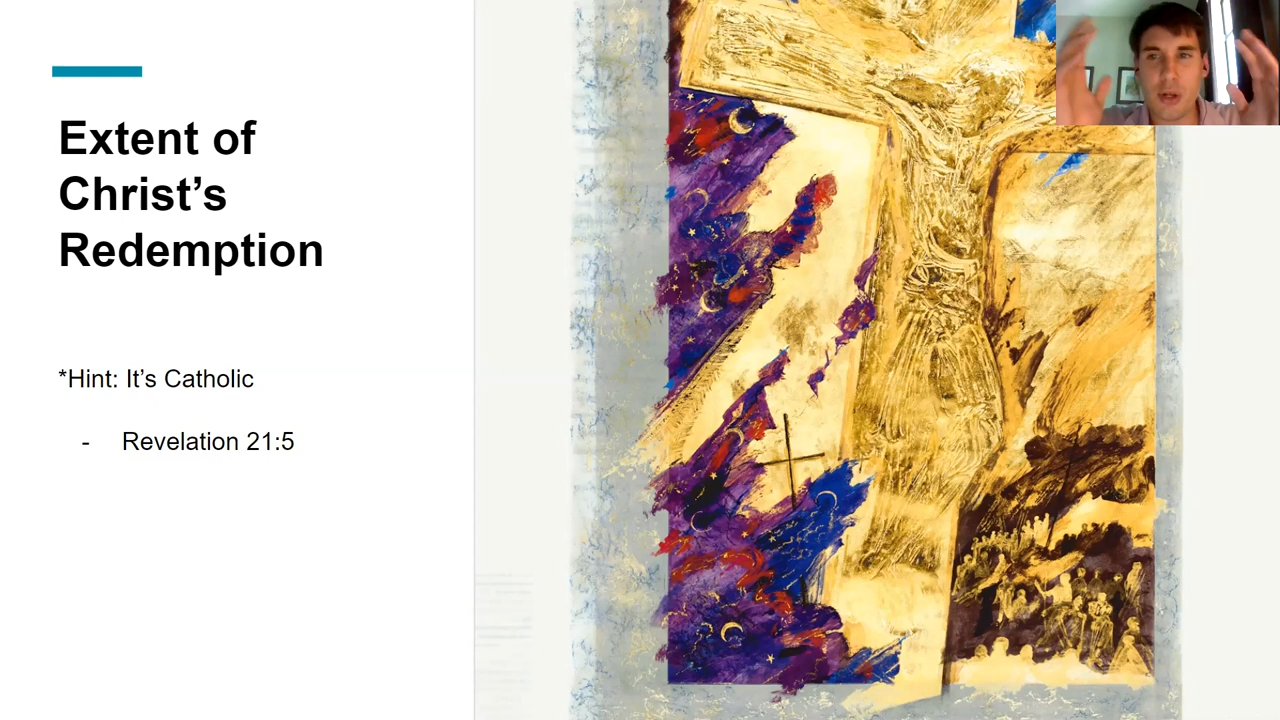 Extent of
Christ’s
Redemption
*Hint: It’s Catholic
- Revelation 21:5